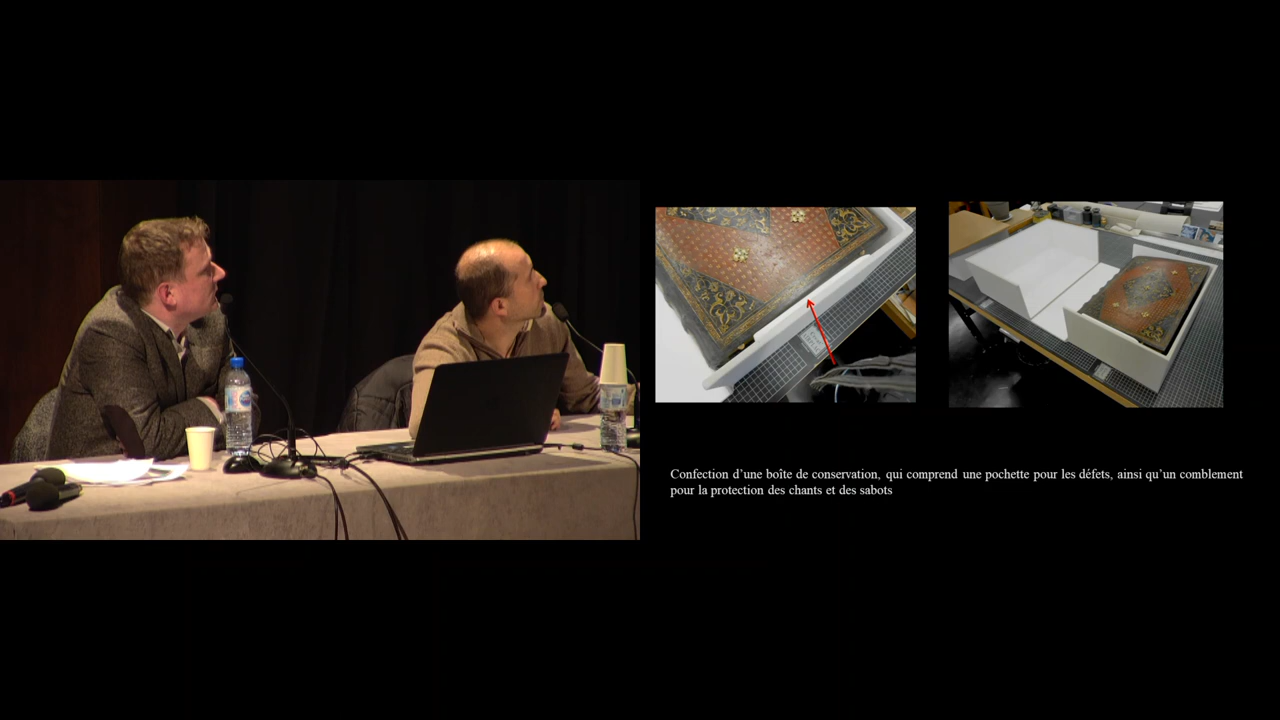 Confection d’une boîte de conservation, qui comprend une pochette pour les défets, ainsi qu’un comblement
pour la protection des chants et des sabots